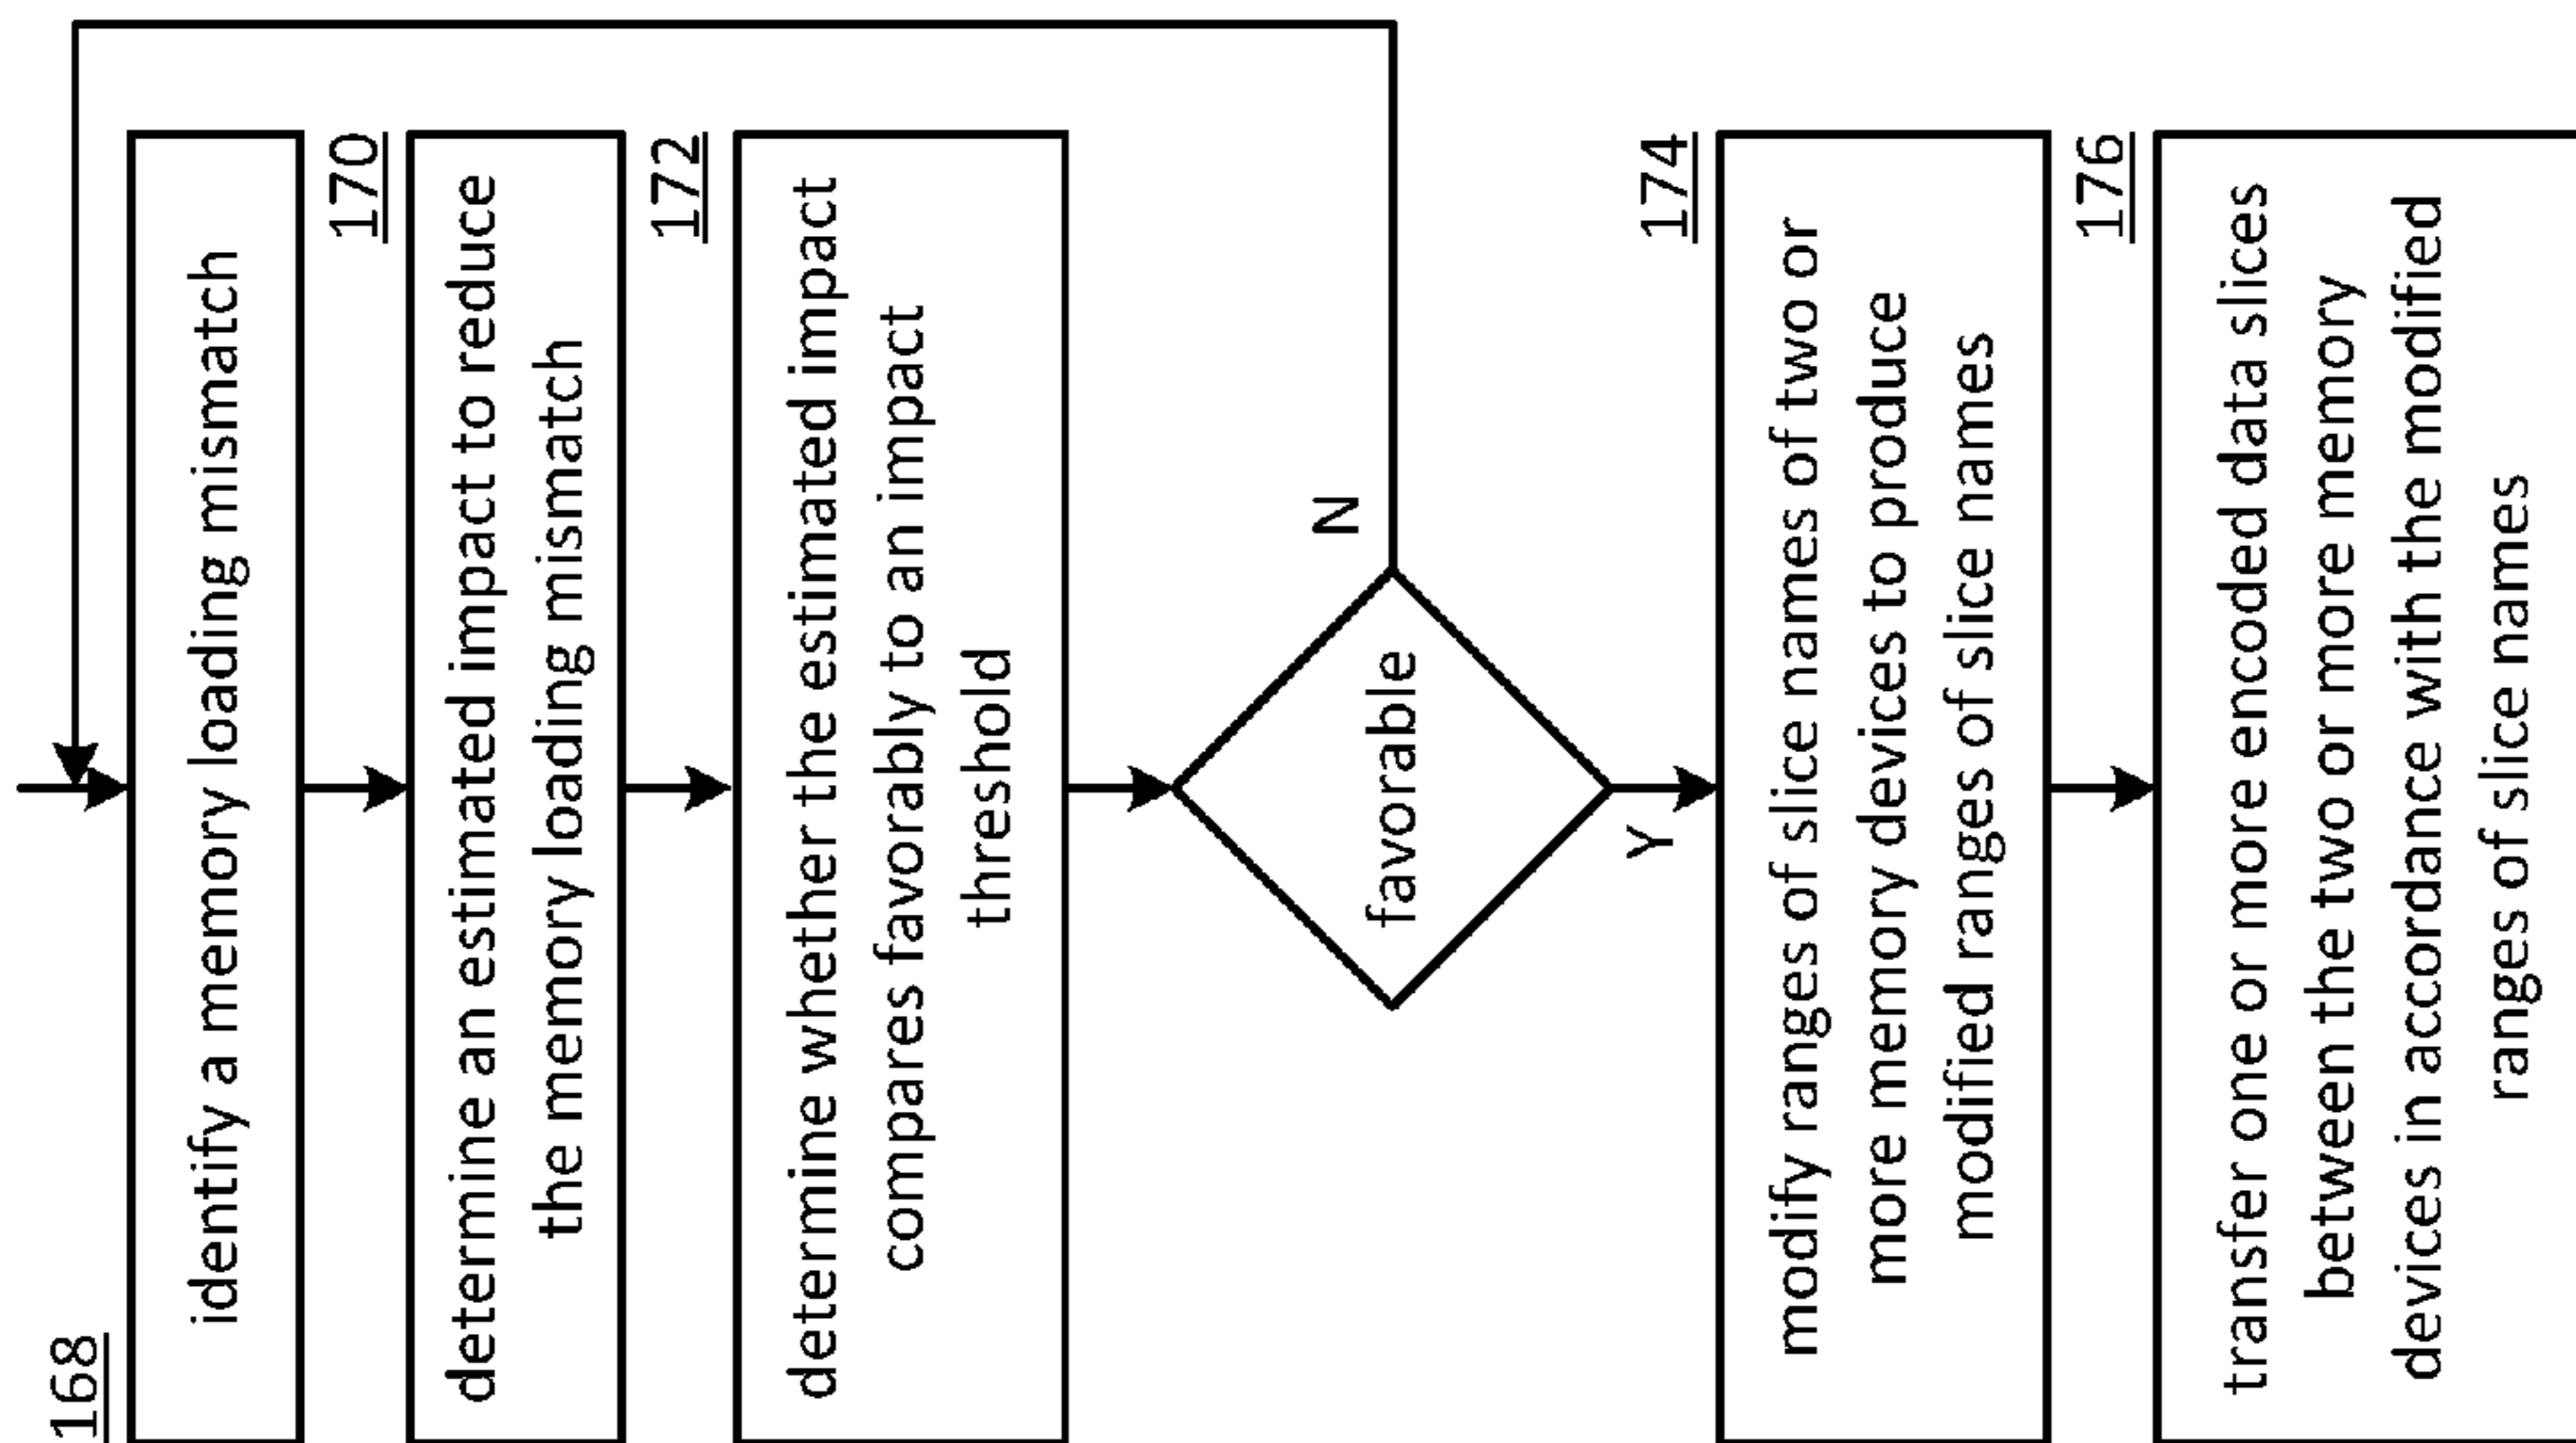 168
identify a memory loading mismatch
170
determine an estimated impact to reduce
the memory loading mismatch
172
determine whether the estimated impact
compares favorably to an impact
threshold
favorable
N
Y
174
modify ranges of slice names of two or
more memory devices to produce
modified ranges of slice names
176
transfer one or more encoded data slices
between the two or more memory
devices in accordance with the modified
ranges of slice names